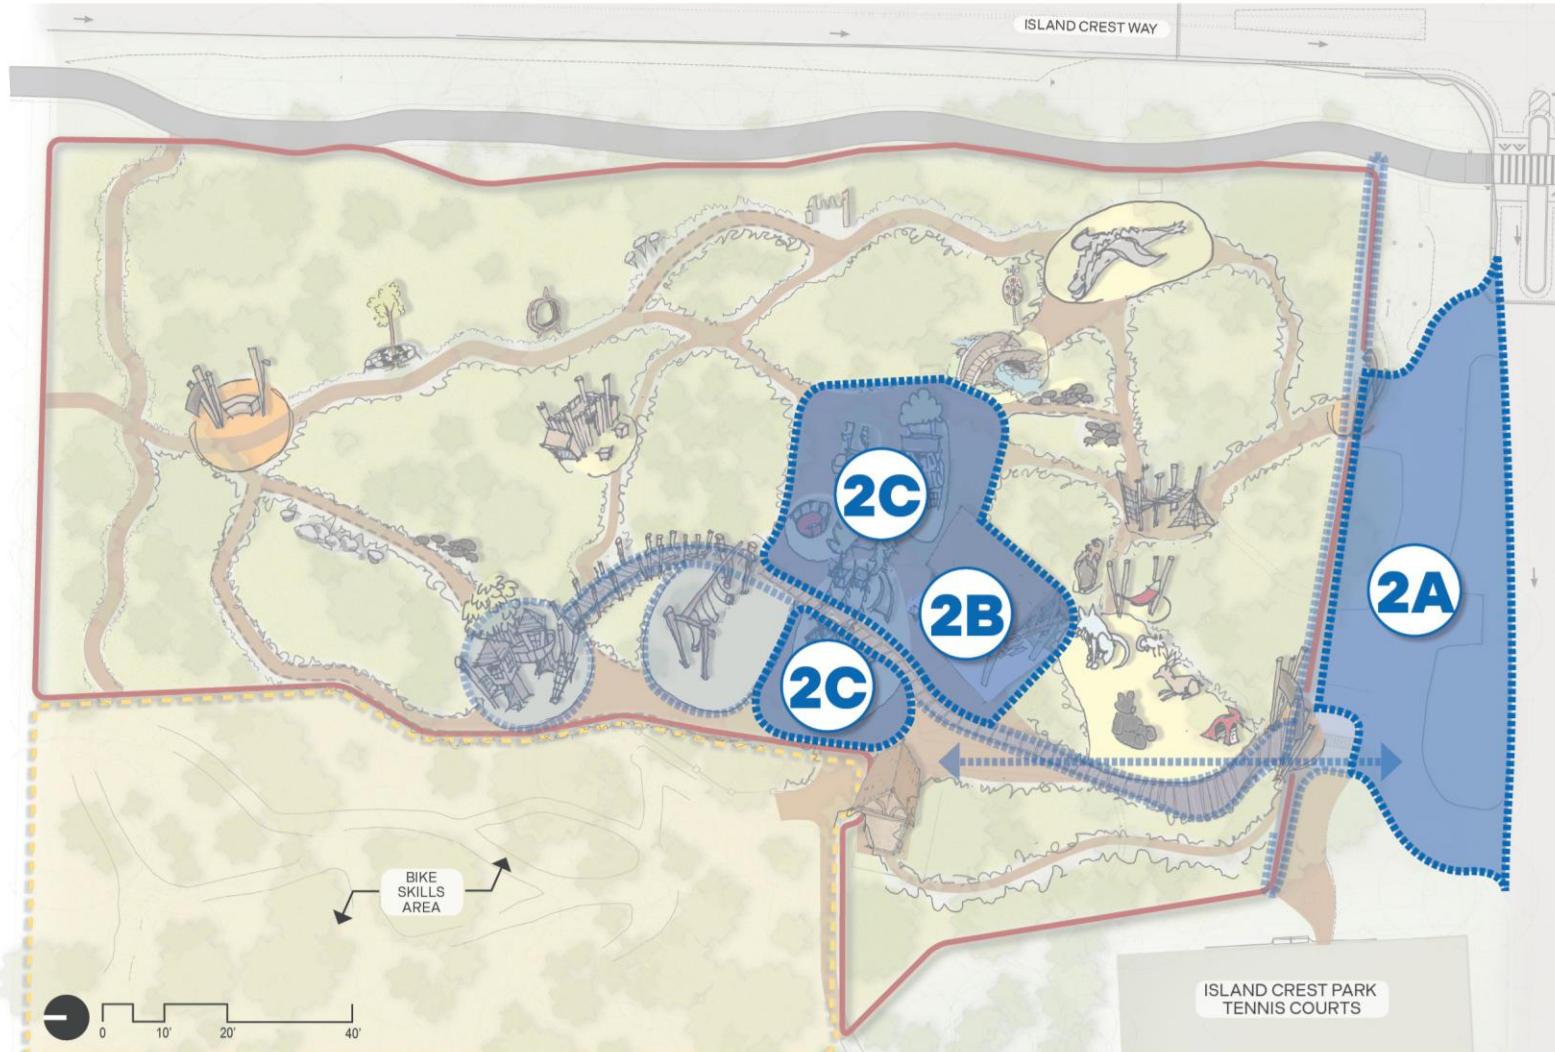 ISLAND CREST WAY
2C
2A
2B
2C
BIKE
SKILLS
AREA
ISLAND CREST PARK
TENNIS COURTS
0 10' 20' 40'